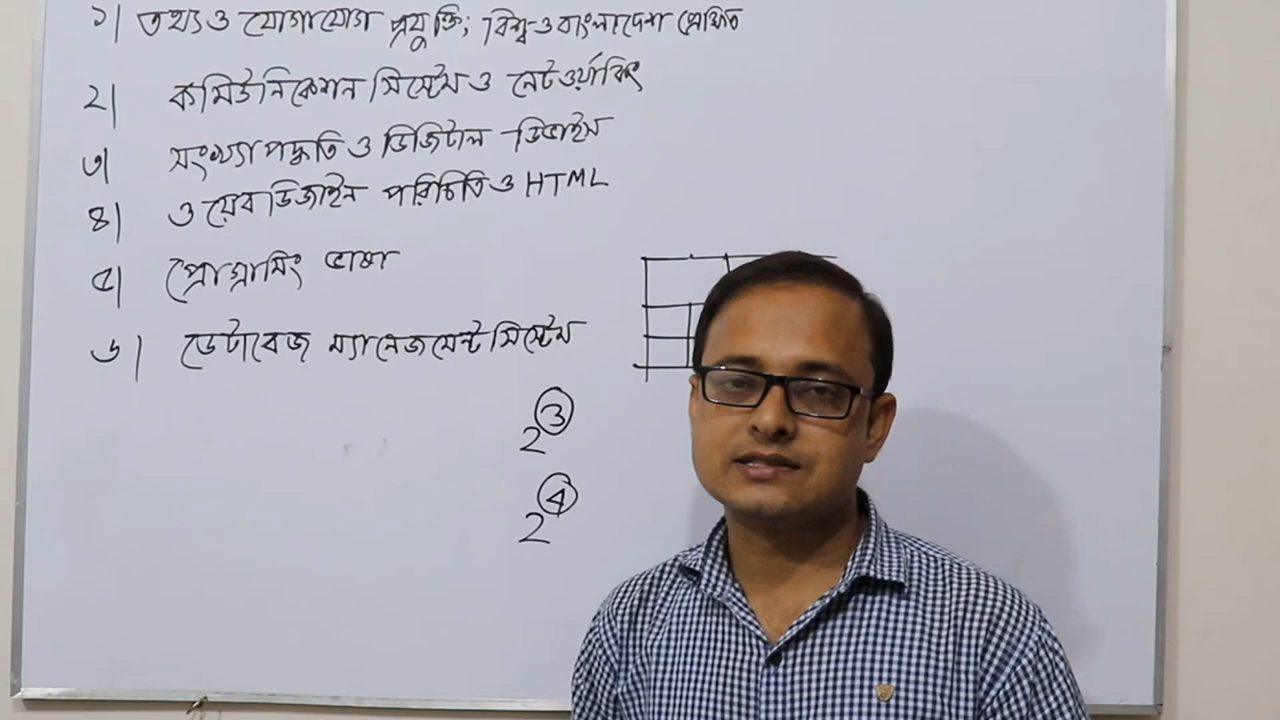 ১| তথ্য ও যোগাযোগ প্রযুক্তি; বিশ্ব ও বাংলাদেশ প্রেক্ষিত
২| কমিউনিকেশন সিস্টেম ও নেটওয়ার্কিং
৩| সংখ্যা পদ্ধতি ও ডিজিটাল ডিভাইস
৪| ওয়েব ডিজাইন পরিচিতি ও HTML
৫| প্রোগ্রামিং ভাষা
৬| ডেটাবেজ ম্যানেজমেন্ট সিস্টেম
2³
2⁴